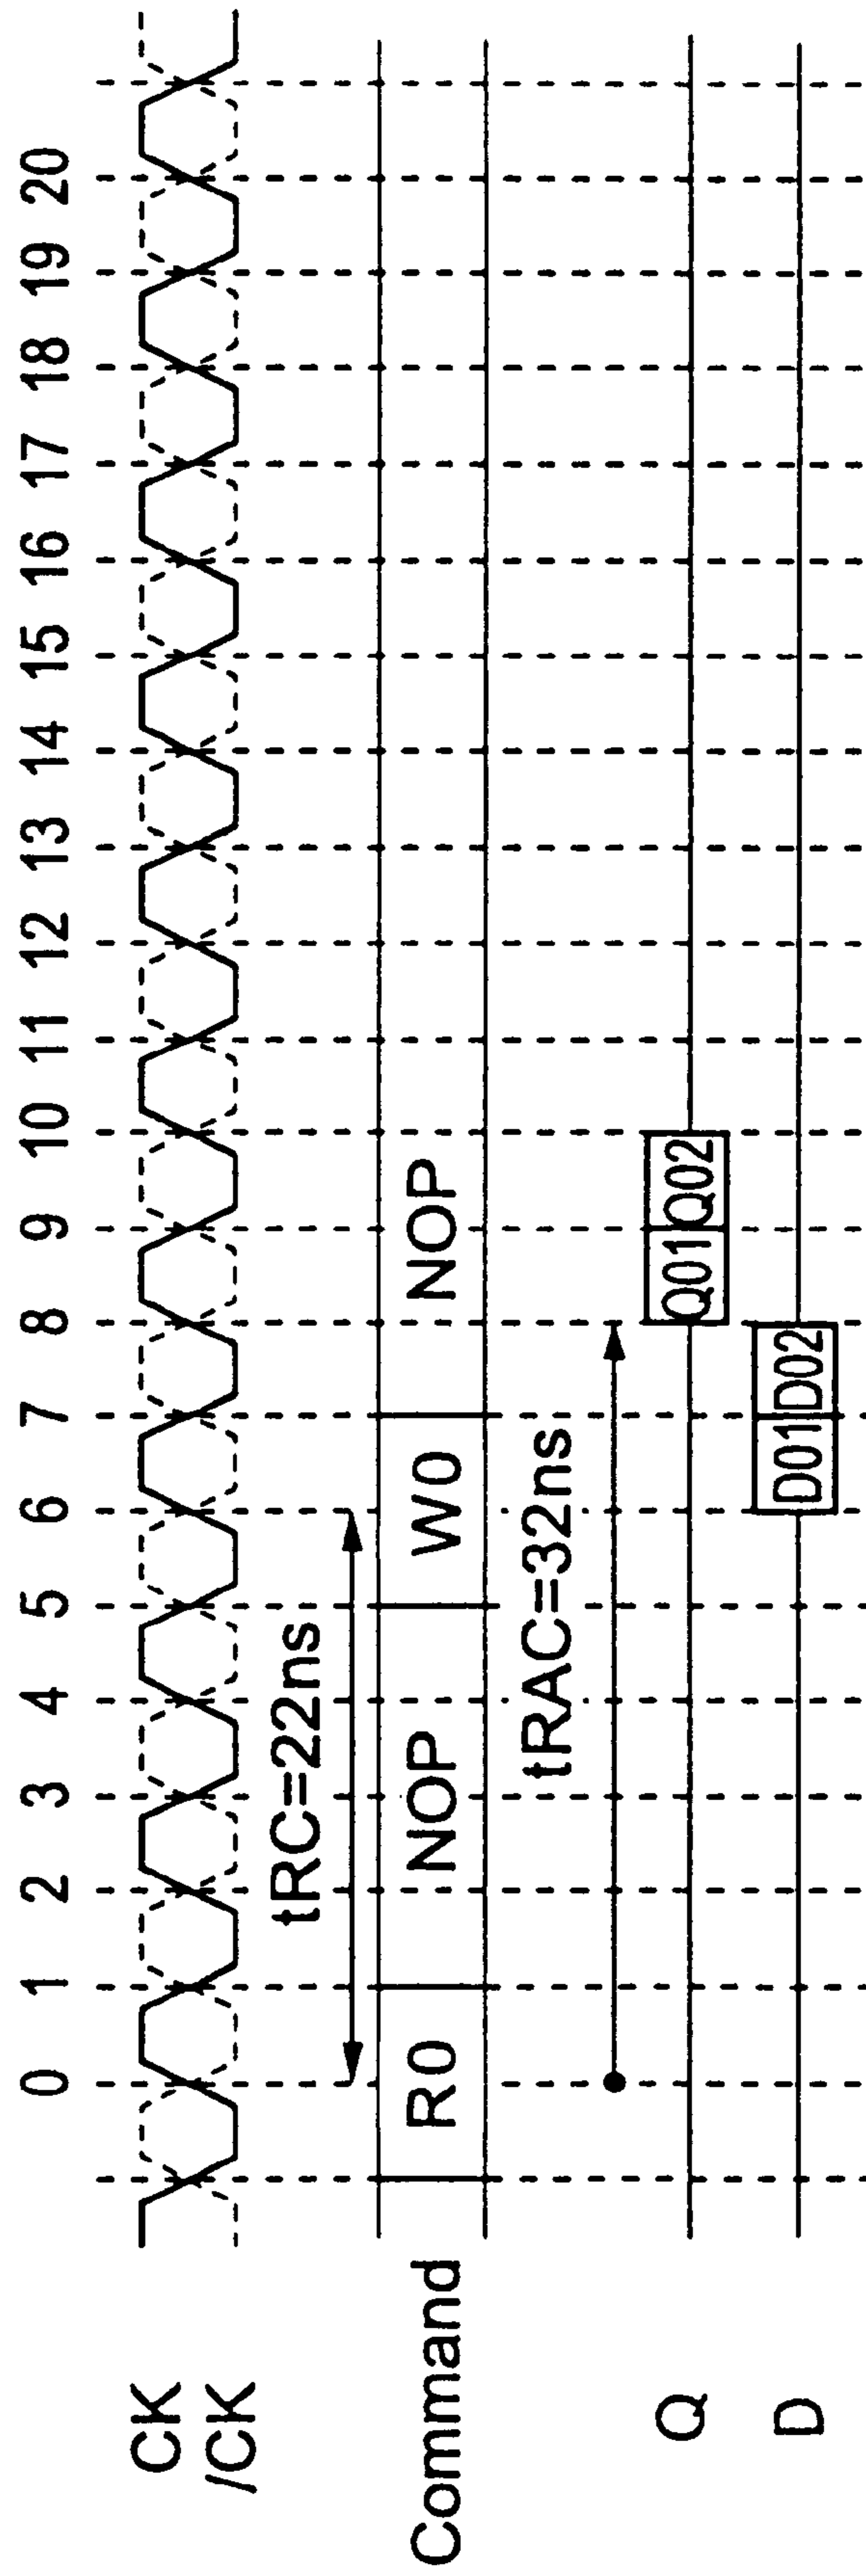 0 1 2 3 4 5 6 7 8 9 10 11 12 13 14 15 16 17 18 19 20
CK
/CK
tRC=22ns
Command R0 NOP W0 NOP
tRAC=32ns
Q Q01 Q02
D D01 D02